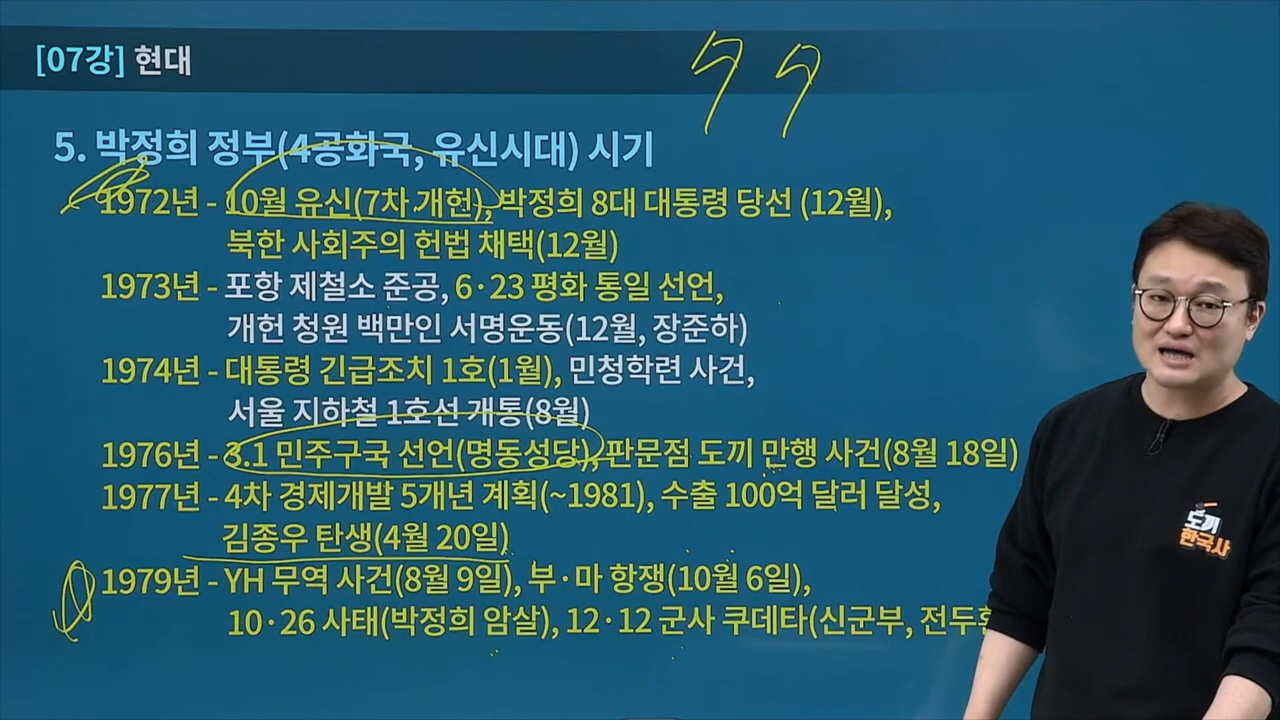 [07강] 현대
77
5. 박정희 정부(4공화국, 유신시대) 시기
1972년 - 10월 유신(7차 개헌), 박정희 8대 대통령 당선 (12월),
북한 사회주의 헌법 채택(12월)
1973년 - 포항 제철소 준공, 6·23 평화 통일 선언,
개헌 청원 백만인 서명운동(12월, 장준하)
1974년 - 대통령 긴급조치 1호(1월), 민청학련 사건,
서울 지하철 1호선 개통(8월)
1976년 - 3.1 민주구국 선언(명동성당), 판문점 도끼 만행 사건(8월 18일)
1977년 - 4차 경제개발 5개년 계획(~1981), 수출 100억 달러 달성,
김종우 탄생(4월 20일)
1979년 - YH 무역 사건(8월 9일), 부·마 항쟁(10월 6일),
10·26 사태(박정희 암살), 12·12 군사 쿠데타(신군부, 전두환
도끼
한국사